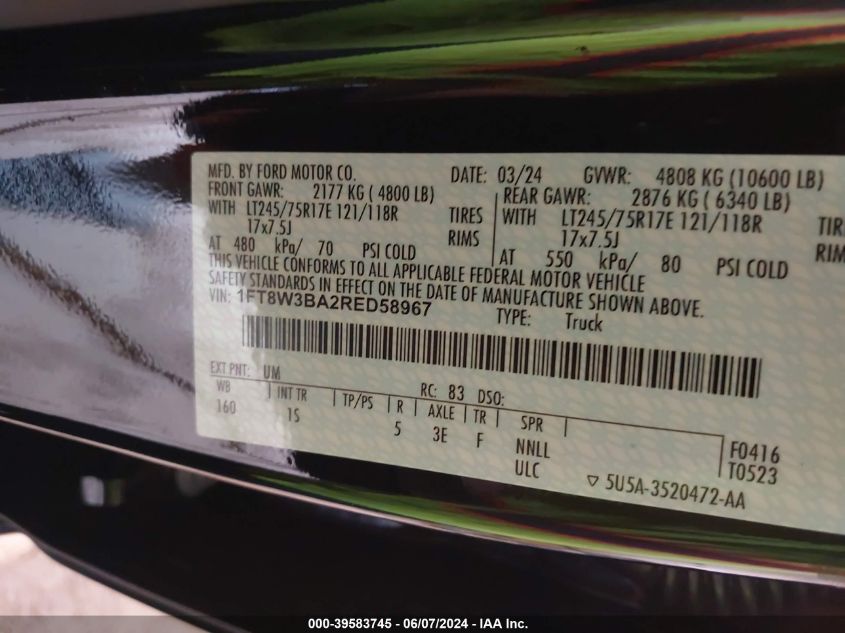 MFD. BY FORD MOTOR CO. DATE: 03/24 GVWR: 4808 KG (10600 LB)
FRONT GAWR: 2177 KG ( 4800 LB) REAR GAWR: 2876 KG ( 6340 LB)
WITH LT245/75R17E 121/118R TIRES WITH LT245/75R17E 121/118R TIR
17x7.5J RIMS 17x7.5J RIM
AT 480 kPa/ 70 PSI COLD AT 550 kPa/ 80 PSI COLD
THIS VEHICLE CONFORMS TO ALL APPLICABLE FEDERAL MOTOR VEHICLE
SAFETY STANDARDS IN EFFECT ON THE DATE OF MANUFACTURE SHOWN ABOVE.
VIN: 1FT8W3BA2RED58967 TYPE: Truck
EXT PNT: UM RC: 83 DSO:
WB INT TR TP/PS R AXLE TR SPR
160 1S 5 3E F NNLL F0416
ULC T0523
5U5A-3520472-AA
000-39583745 - 06/07/2024 - IAA Inc.